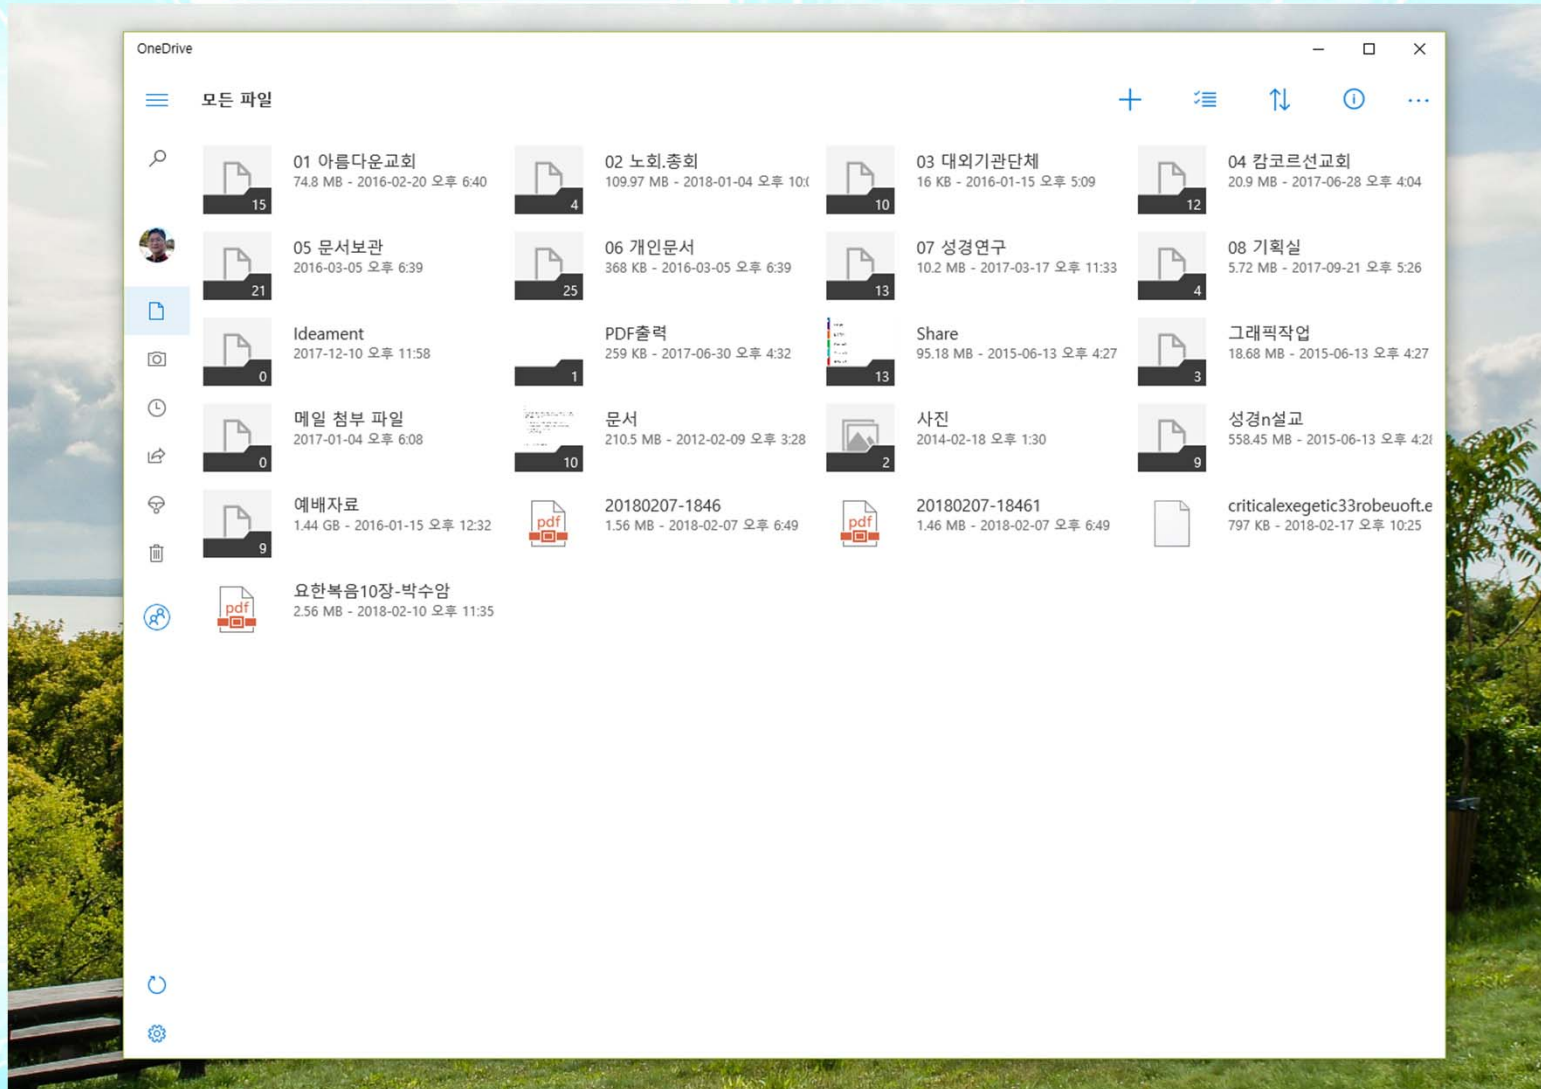 OneDrive
모든 파일
01 아름다운교회
74.8 MB - 2016-02-20 오후 6:40
15
02 노회.총회
109.97 MB - 2018-01-04 오후 10:(
4
03 대외기관단체
16 KB - 2016-01-15 오후 5:09
10
04 캄코르선교회
20.9 MB - 2017-06-28 오후 4:04
12
05 문서보관
2016-03-05 오후 6:39
21
06 개인문서
368 KB - 2016-03-05 오후 6:39
25
07 성경연구
10.2 MB - 2017-03-17 오후 11:33
13
08 기획실
5.72 MB - 2017-09-21 오후 5:26
4
Ideament
2017-12-10 오후 11:58
0
PDF출력
259 KB - 2017-06-30 오후 4:32
1
Share
95.18 MB - 2015-06-13 오후 4:27
13
그래픽작업
18.68 MB - 2015-06-13 오후 4:27
3
메일 첨부 파일
2017-01-04 오후 6:08
0
문서
210.5 MB - 2012-02-09 오후 3:28
10
사진
2014-02-18 오후 1:30
2
성경n설교
558.45 MB - 2015-06-13 오후 4:28
9
예배자료
1.44 GB - 2016-01-15 오후 12:32
9
pdf
20180207-1846
1.56 MB - 2018-02-07 오후 6:49
pdf
20180207-18461
1.46 MB - 2018-02-07 오후 6:49
criticalexegetic33robeuoft.e
797 KB - 2018-02-17 오후 10:25
pdf
요한복음10장-박수암
2.56 MB - 2018-02-10 오후 11:35